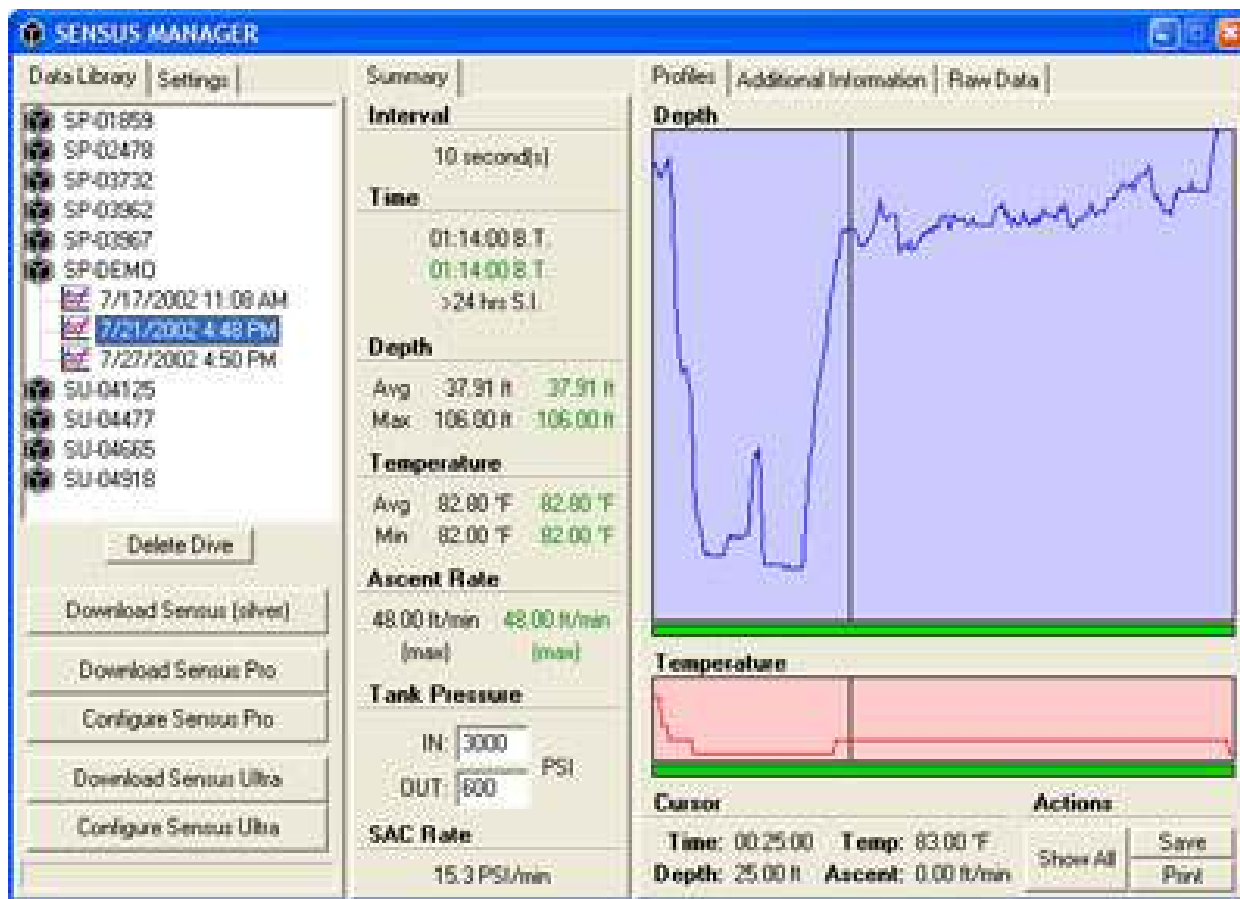 SENSUS MANAGER
Data Library
Settings
SP-01859
SP-02478
SP-03732
SP-03962
SP-03967
SP-DEMO
7/17/2002 11:08 AM
7/21/2002 4:48 PM
7/27/2002 4:50 PM
SU-04125
SU-04477
SU-04665
SU-04918
Delete Dive
Download Sensus (silver)
Download Sensus Pro
Configure Sensus Pro
Download Sensus Ultra
Configure Sensus Ultra
Summary
Interval
10 second(s)
Time
01:14:00 B.T.
01:14:00 B.T.
>24 hrs S.I.
Depth
Avg 37.91 ft 37.91 ft
Max 106.00 ft 106.00 ft
Temperature
Avg 82.80 °F 82.80 °F
Min 82.00 °F 82.00 °F
Ascent Rate
48.00 ft/min 48.00 ft/min
(max) (max)
Tank Pressure
IN: 3000
PSI
OUT: 600
SAC Rate
15.3 PSI/min
Profiles
Additional Information
Raw Data
Depth
Temperature
Cursor
Time: 00:25:00 Temp: 83.00 °F
Depth: 25.00 ft Ascent: 0.00 ft/min
Actions
Show All
Save
Print